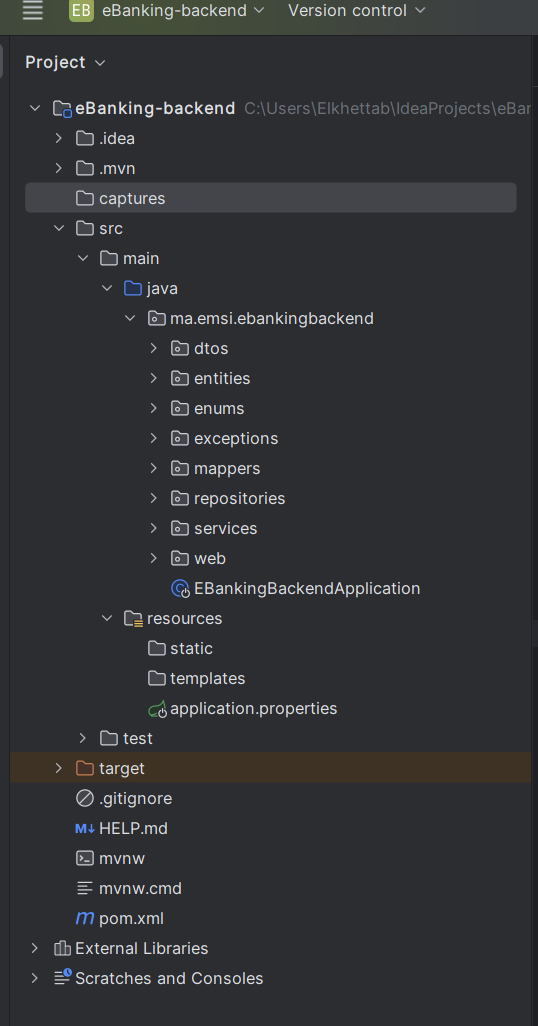 EB eBanking-backend Version control
Project
eBanking-backend C:\Users\Elkhettab\IdeaProjects\eBar
.idea
.mvn
captures
src
main
java
ma.emsi.ebankingbackend
dtos
entities
enums
exceptions
mappers
repositories
services
web
EBankingBackendApplication
resources
static
templates
application.properties
test
target
.gitignore
M↓ HELP.md
mvnw
mvnw.cmd
m pom.xml
External Libraries
Scratches and Consoles